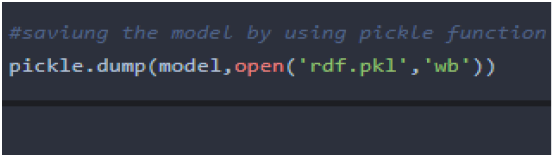 #saviung the model by using pickle function
pickle.dump(model,open('rdf.pkl','wb'))